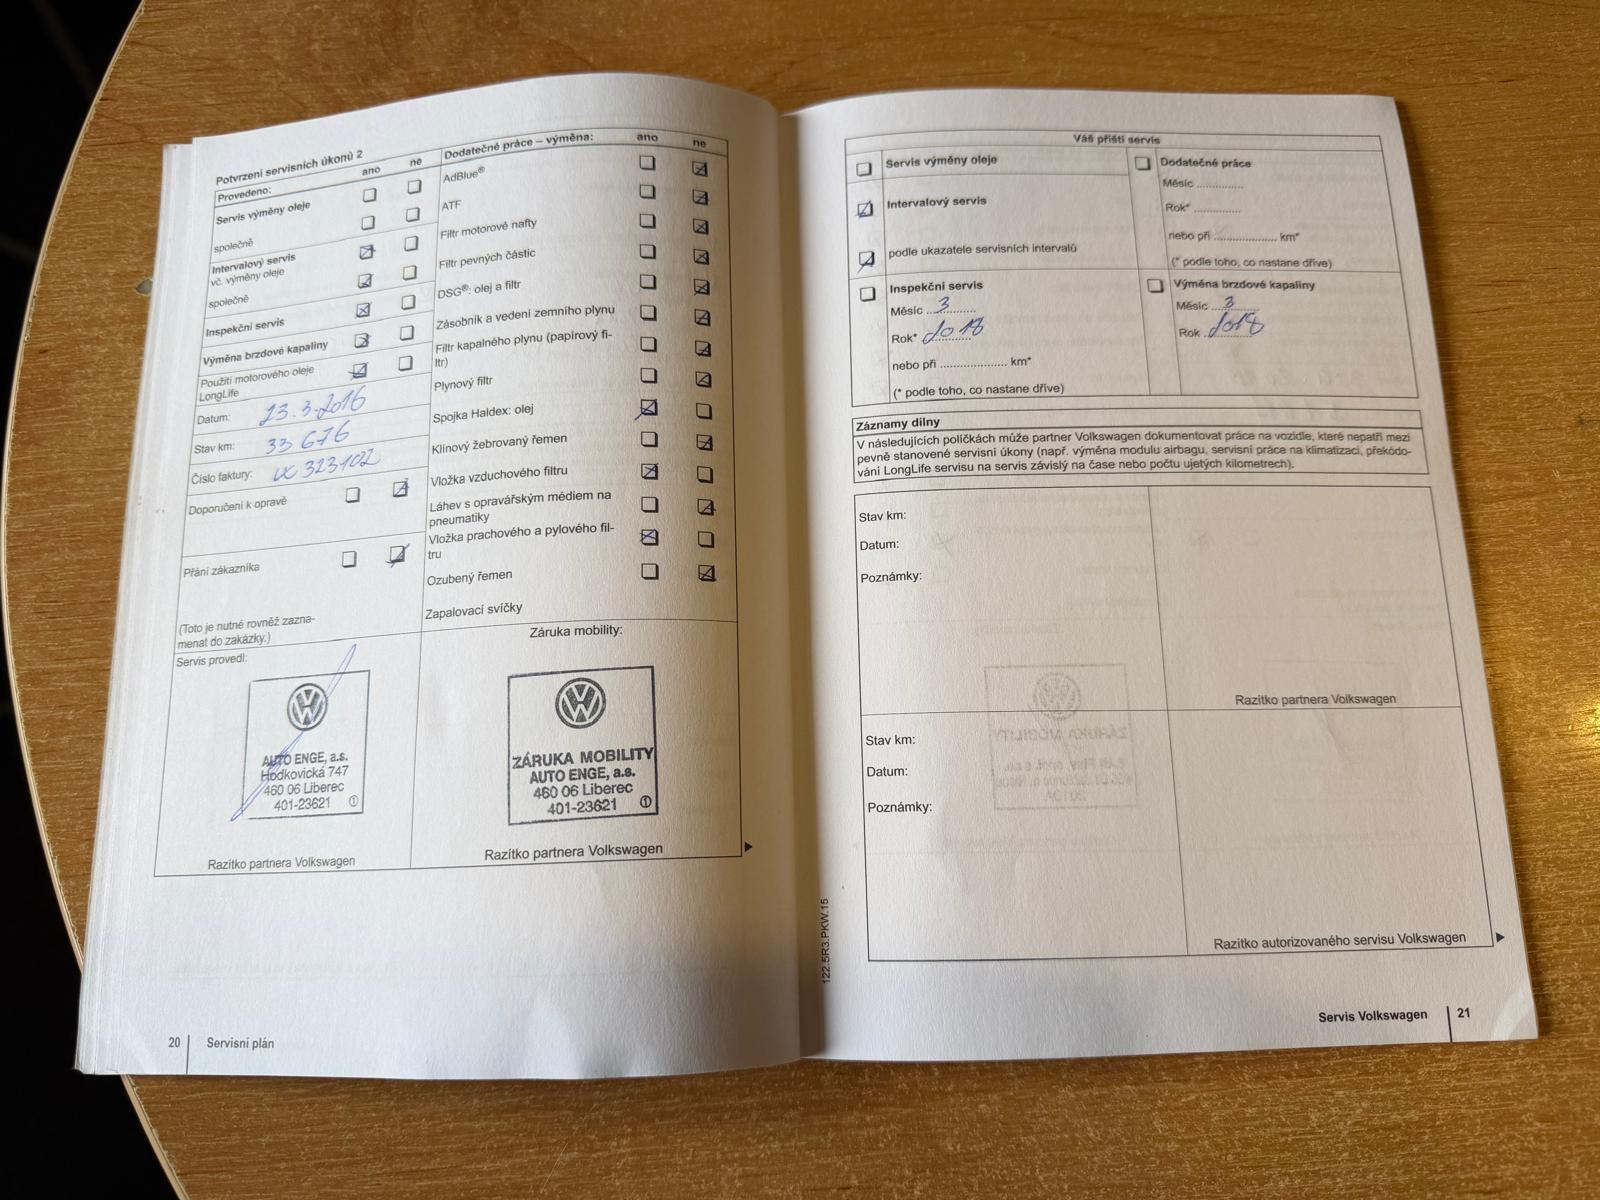 Potvrzení servisních úkonů 2
Provedeno:
ano
ne
Servis výměny oleje
společně
Intervalový servis
vč. výměny oleje
společně
Inspekční servis
Výměna brzdové kapaliny
Použití motorového oleje
LongLife
Datum: 23.3.2016
Stav km: 33 676
Číslo faktury:
Doporučení k opravě
Přání zákazníka
(Toto je nutné rovněž zazna-
menat do zakázky.)
Servis provedl:
AUTO ENGE, a.s.
Hodkovická 747
460 06 Liberec
401-23621 1
Razítko partnera Volkswagen
Dodatečné práce – výměna:
ano
ne
AdBlue®
ATF
Filtr motorové nafty
Filtr pevných částic
DSG®: olej a filtr
Zásobník a vedení zemního plynu
Filtr kapalného plynu (papírový fi-
ltr)
Plynový filtr
Spojka Haldex: olej
Klínový žebrovaný řemen
Vložka vzduchového filtru
Láhev s opravářským médiem na
pneumatiky
Vložka prachového a pylového fil-
tru
Ozubený řemen
Zapalovací svíčky
Záruka mobility:
ZÁRUKA MOBILITY
AUTO ENGE, a.s.
460 06 Liberec
401-23621 1
Razítko partnera Volkswagen
20 Servisní plán
Váš příští servis
Servis výměny oleje
Intervalový servis
podle ukazatele servisních intervalů
Dodatečné práce
Měsíc ..............
Rok* ..............
nebo při ................... km*
(* podle toho, co nastane dříve)
Inspekční servis
Měsíc 3
Rok* 2018
nebo při .................... km*
(* podle toho, co nastane dříve)
Výměna brzdové kapaliny
Měsíc 3
Rok 2018
Záznamy dílny
V následujících políčkách může partner Volkswagen dokumentovat práce na vozidle, které nepatří mezi
pevně stanovené servisní úkony (např. výměna modulu airbagu, servisní práce na klimatizaci, překódo-
vání LongLife servisu na servis závislý na čase nebo počtu ujetých kilometrech).
Stav km:
Datum:
Poznámky:
Razítko partnera Volkswagen
Stav km:
Datum:
Poznámky:
Razítko autorizovaného servisu Volkswagen
122.5R3.PKW.15
Servis Volkswagen 21